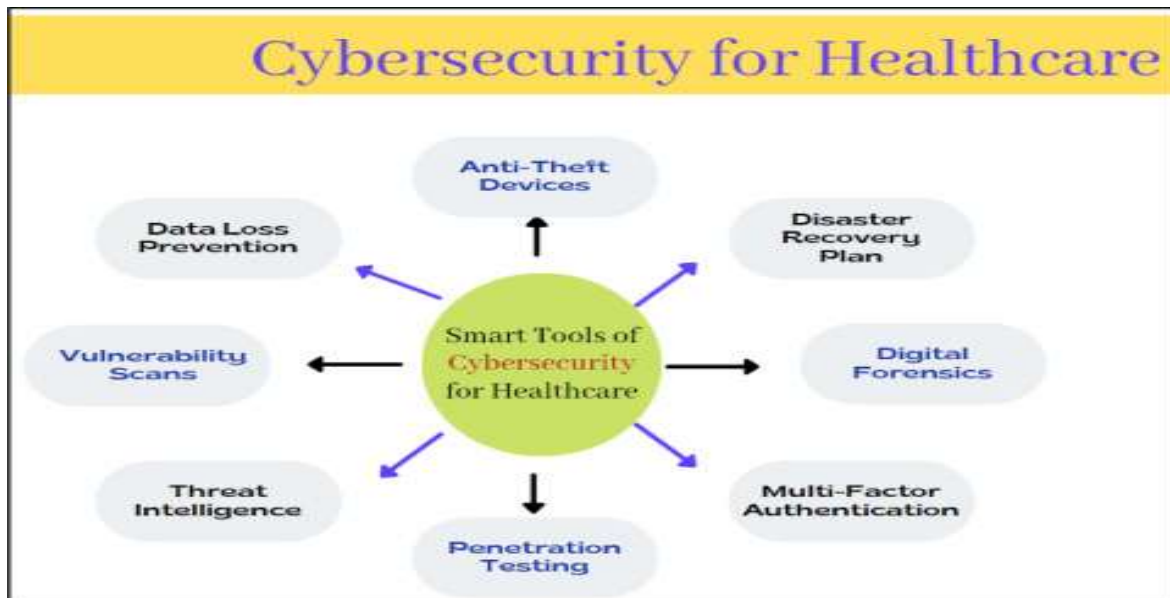 Cybersecurity for Healthcare
Anti-Theft
Devices
Data Loss
Prevention
Disaster
Recovery
Plan
Smart Tools of
Cybersecurity
for Healthcare
Vulnerability
Scans
Digital
Forensics
Threat
Intelligence
Multi-Factor
Authentication
Penetration
Testing